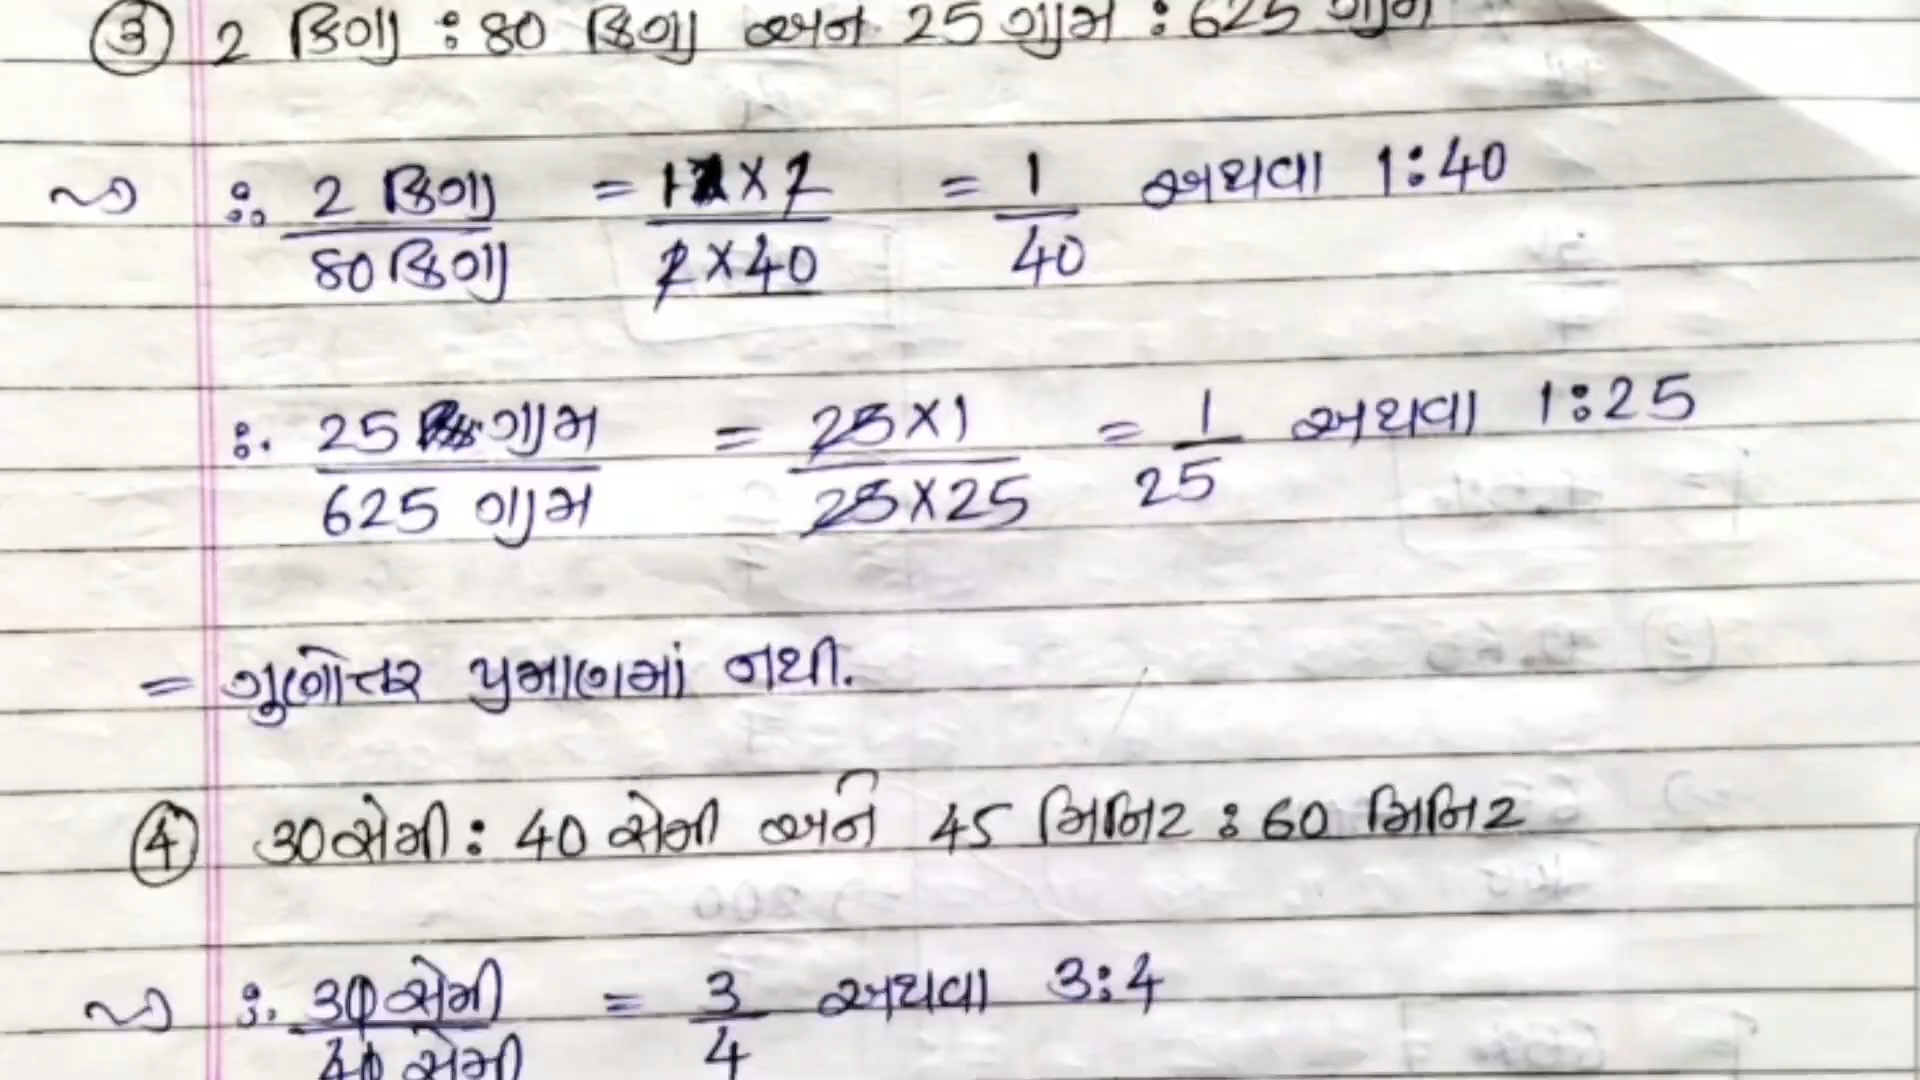 ③ 2 કિગ્રા : 80 કિગ્રા અને 25 ગ્રામ : 625 ગ્રામ
∴ 2 કિગ્રા / 80 કિગ્રા = 1 × 2 / 2 × 40 = 1 / 40 અથવા 1:40
∴ 25 ગ્રામ / 625 ગ્રામ = 25 × 1 / 25 × 25 = 1 / 25 અથવા 1:25
= ગુણોત્તર પ્રમાણમાં નથી.
④ 30 સેમી : 40 સેમી અને 45 મિનિટ : 60 મિનિટ
∴ 30 સેમી / 40 સેમી = 3 / 4 અથવા 3:4